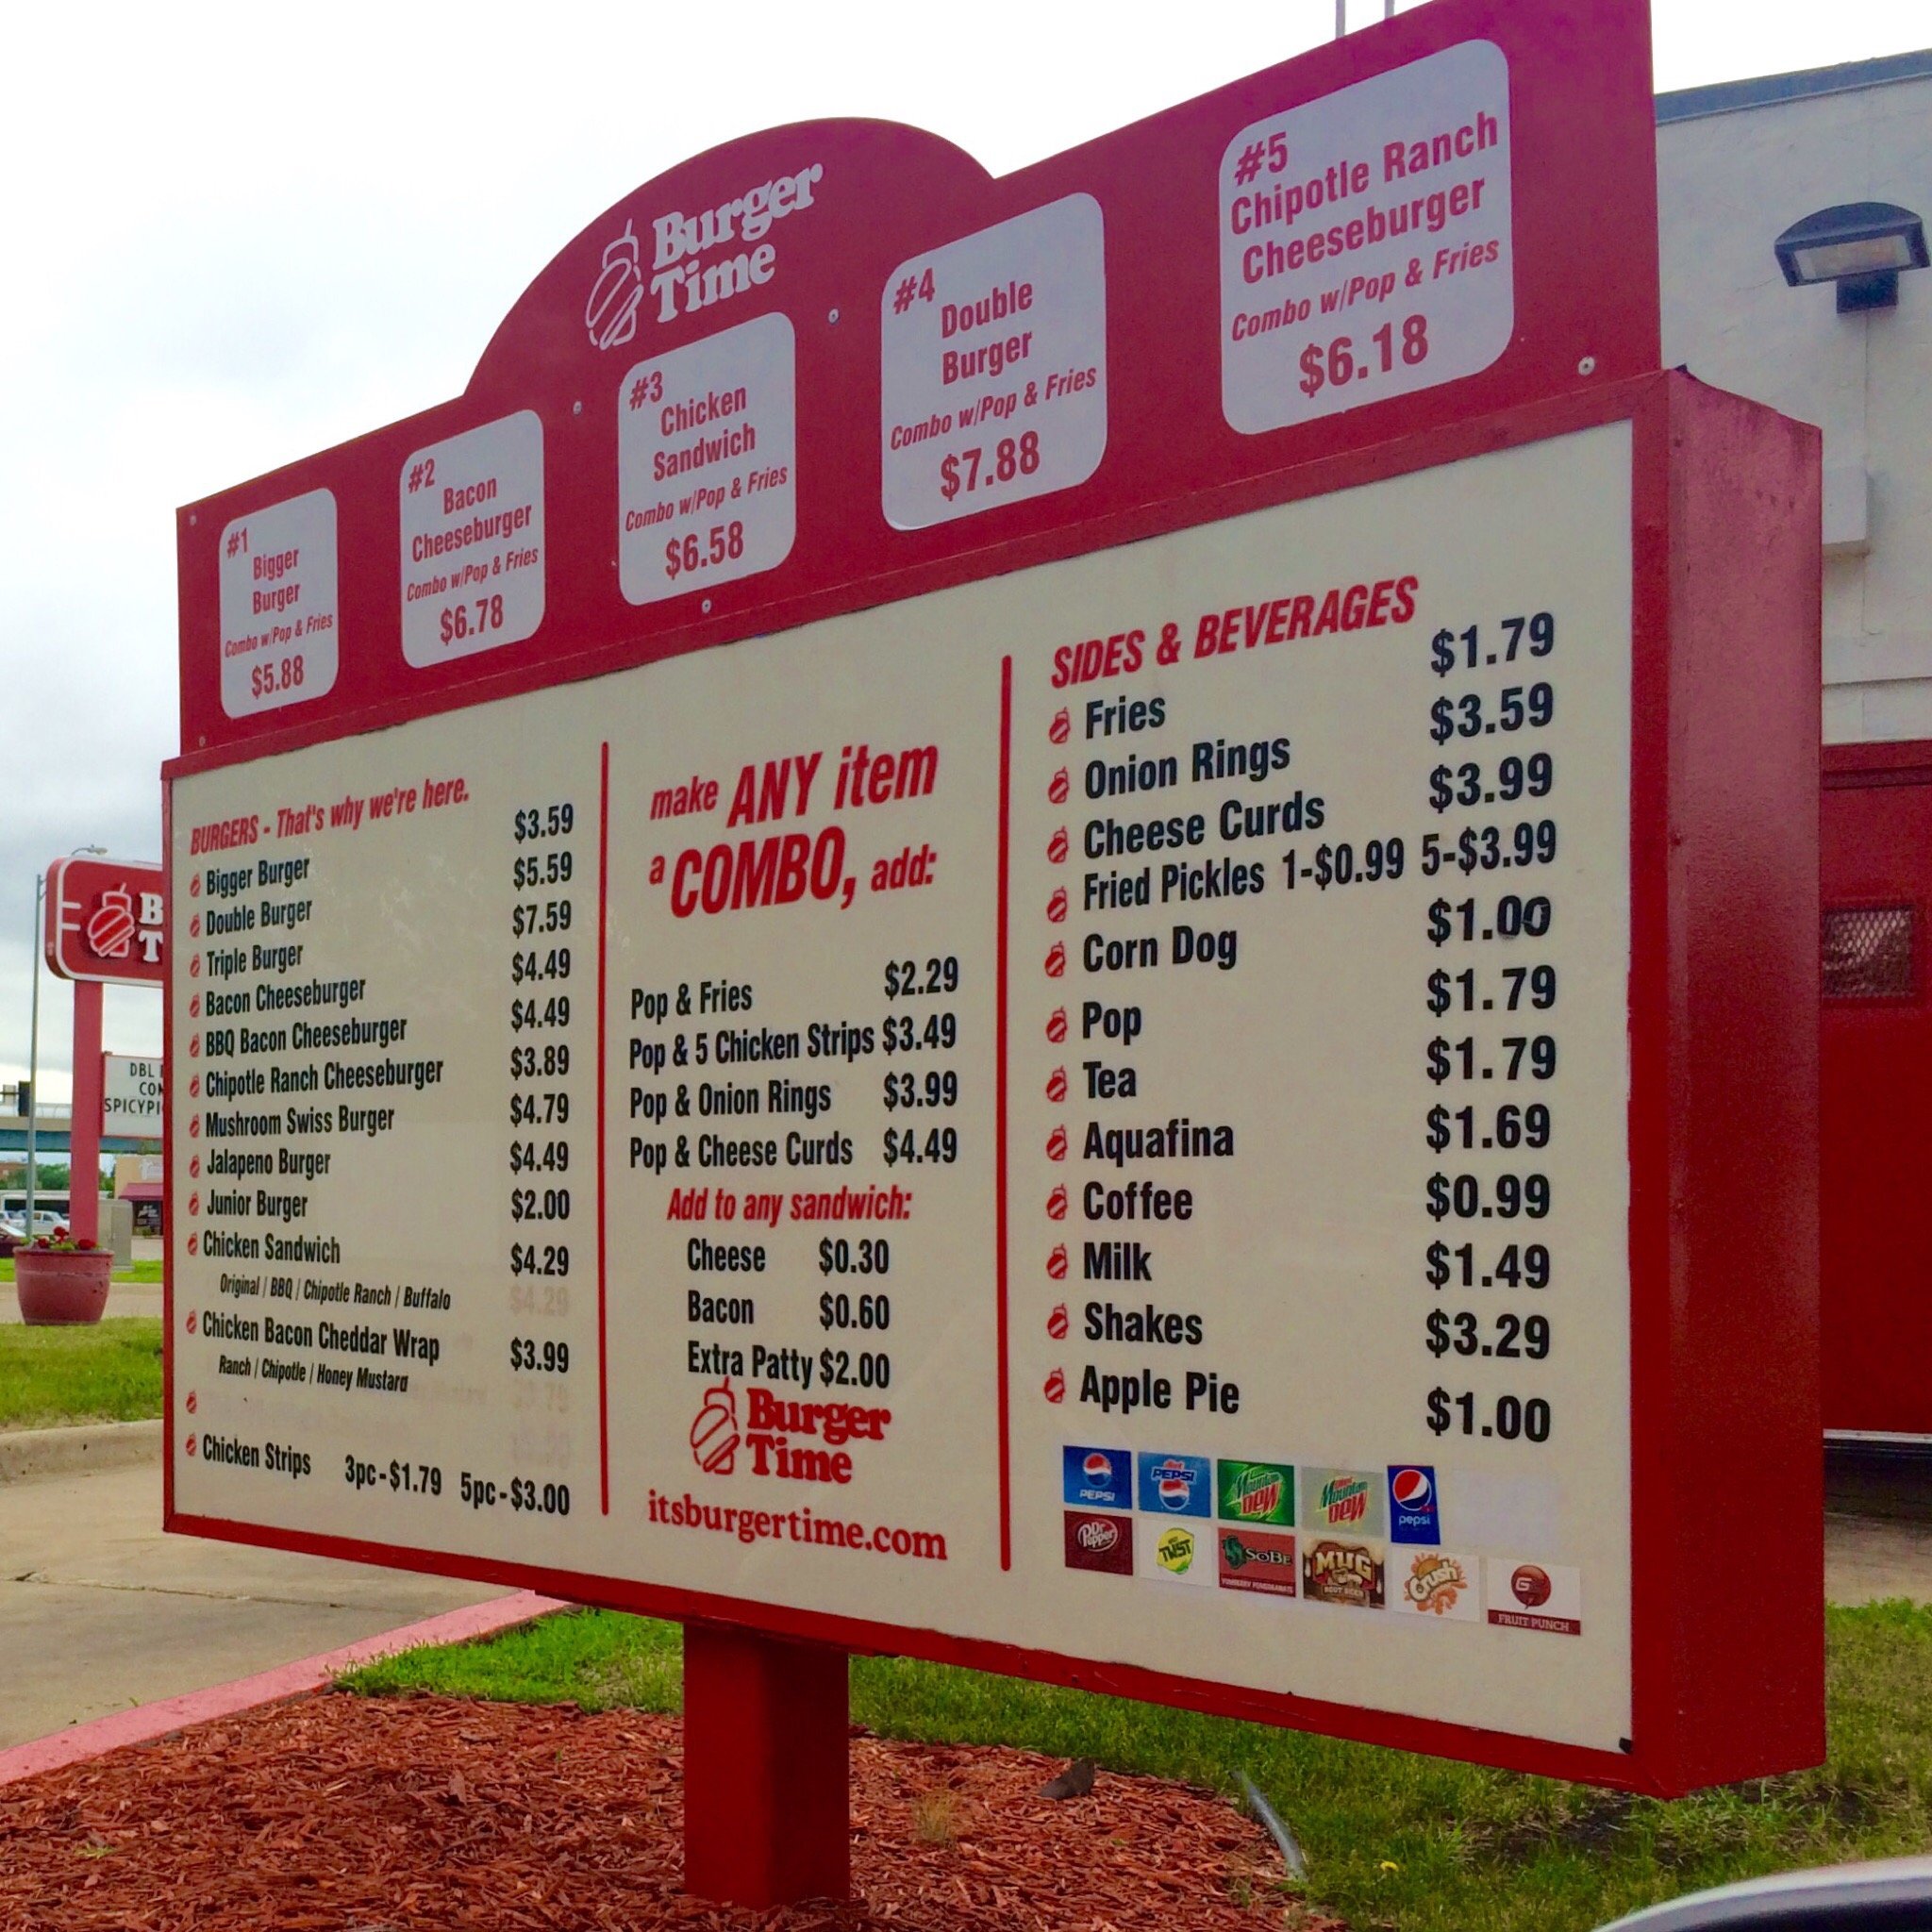 Burger
Time
#1
Bigger
Burger
Combo w/Pop & Fries
$5.88
#2
Bacon
Cheeseburger
Combo w/Pop & Fries
$6.78
#3
Chicken
Sandwich
Combo w/Pop & Fries
$6.58
#4
Double
Burger
Combo w/Pop & Fries
$7.88
#5
Chipotle Ranch
Cheeseburger
Combo w/Pop & Fries
$6.18
BURGERS - That's why we're here.
Bigger Burger $3.59
Double Burger $5.59
Triple Burger $7.59
Bacon Cheeseburger $4.49
BBQ Bacon Cheeseburger $4.49
Chipotle Ranch Cheeseburger $3.89
Mushroom Swiss Burger $4.79
Jalapeno Burger $4.49
Junior Burger $2.00
Chicken Sandwich $4.29
Original / BBQ / Chipotle Ranch / Buffalo $4.29
Chicken Bacon Cheddar Wrap $3.99
Ranch / Chipotle / Honey Mustard
Chicken Strips 3pc-$1.79 5pc-$3.00
make ANY item
a COMBO, add:
Pop & Fries $2.29
Pop & 5 Chicken Strips $3.49
Pop & Onion Rings $3.99
Pop & Cheese Curds $4.49
Add to any sandwich:
Cheese $0.30
Bacon $0.60
Extra Patty $2.00
Burger
Time
itsburgertime.com
SIDES & BEVERAGES
Fries $1.79
Onion Rings $3.59
Cheese Curds $3.99
Fried Pickles 1-$0.99 5-$3.99
Corn Dog $1.00
Pop $1.79
Tea $1.79
Aquafina $1.69
Coffee $0.99
Milk $1.49
Shakes $3.29
Apple Pie $1.00
PEPSI
diet PEPSI
Mountain DEW
diet Mountain DEW
pepsi
Dr Pepper
TWST
SoBe
MUG ROOT BEER
Crush
G FRUIT PUNCH
B
T
DBL
CO
SPICYPI